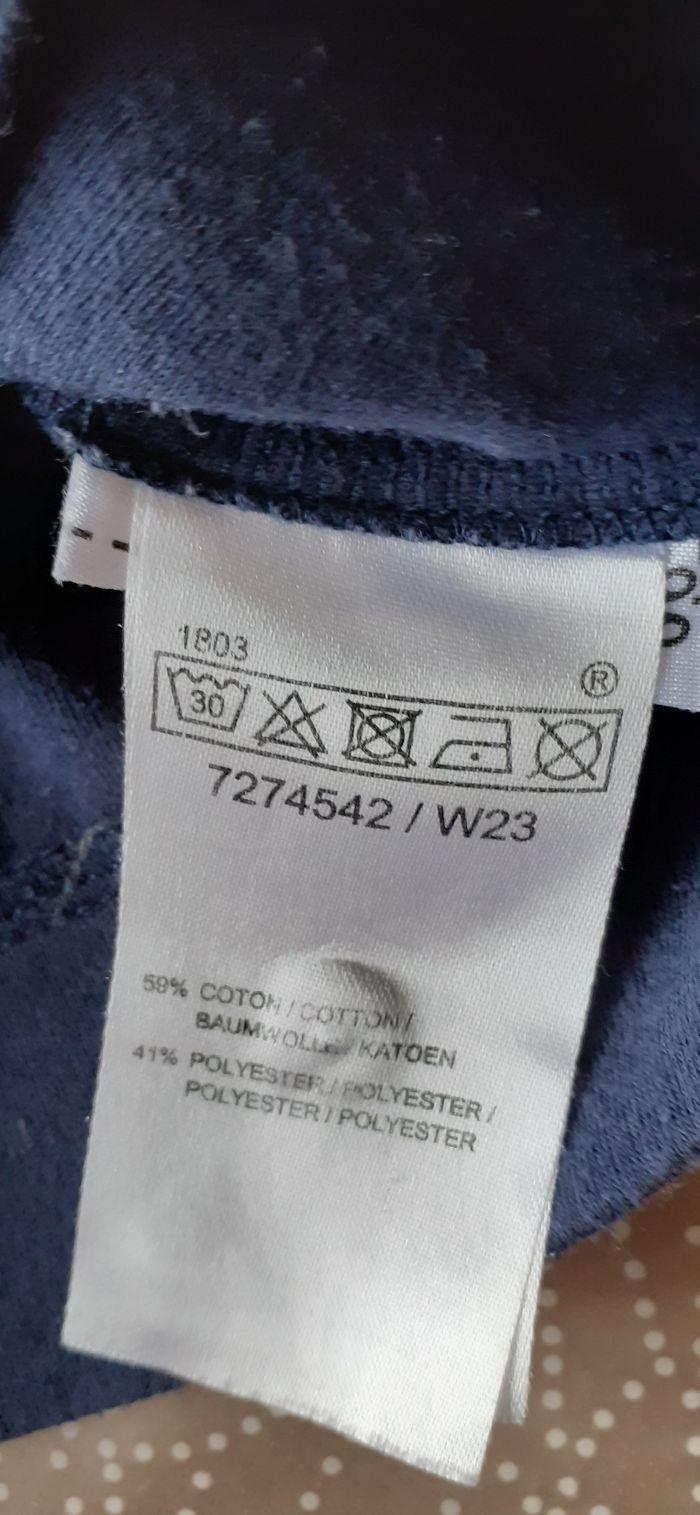 1803
®
30
7274542 / W23
59% COTON / COTTON /
BAUMWOLLE / KATOEN
41% POLYESTER / POLYESTER /
POLYESTER / POLYESTER